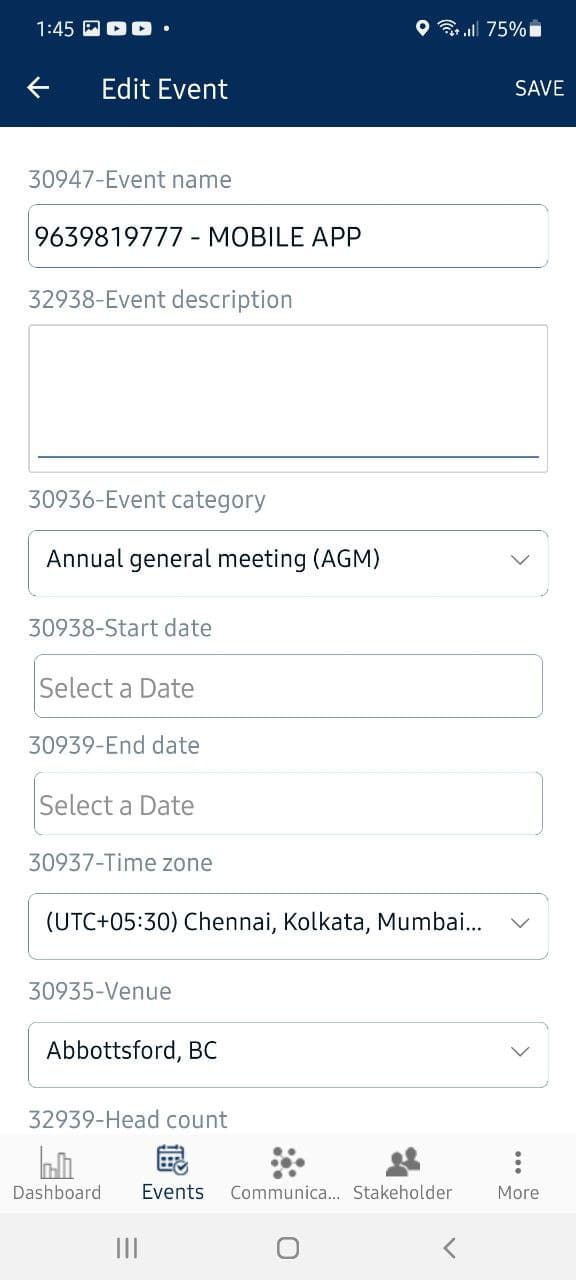 1:45
75%
Edit Event
SAVE
30947-Event name
9639819777 - MOBILE APP
32938-Event description
30936-Event category
Annual general meeting (AGM)
30938-Start date
Select a Date
30939-End date
Select a Date
30937-Time zone
(UTC+05:30) Chennai, Kolkata, Mumbai...
30935-Venue
Abbottsford, BC
32939-Head count
Dashboard
Events
Communica...
Stakeholder
More